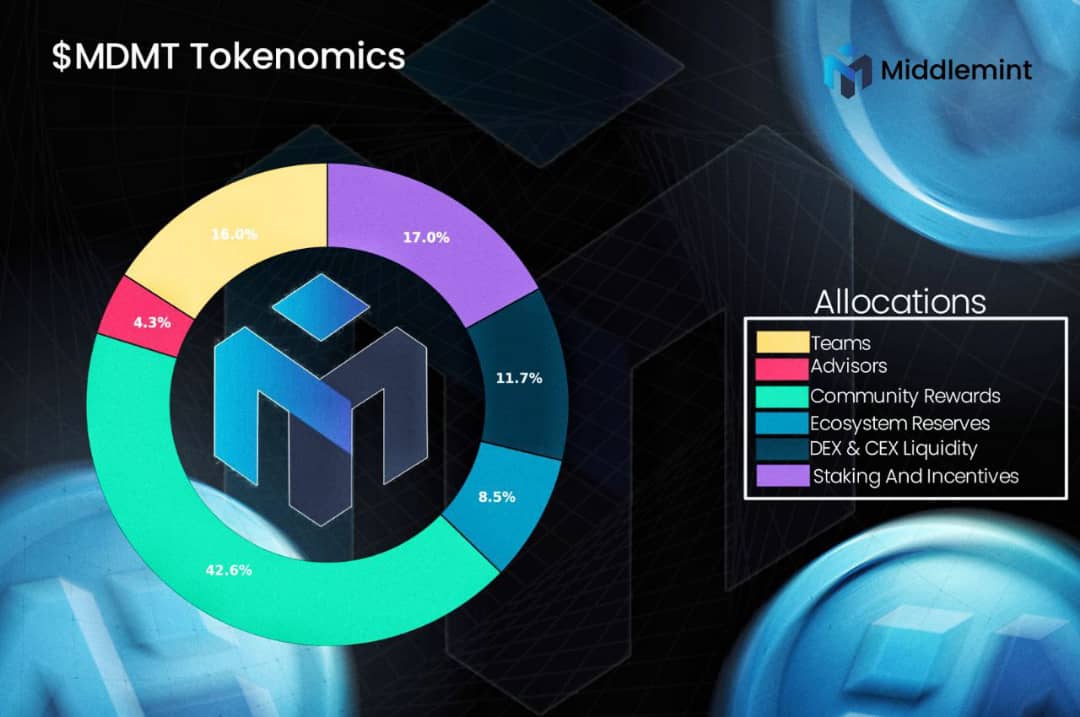 $MDMT Tokenomics
Middlemint
16.0%
17.0%
4.3%
11.7%
8.5%
42.6%
Allocations
Teams
Advisors
Community Rewards
Ecosystem Reserves
DEX & CEX Liquidity
Staking And Incentives